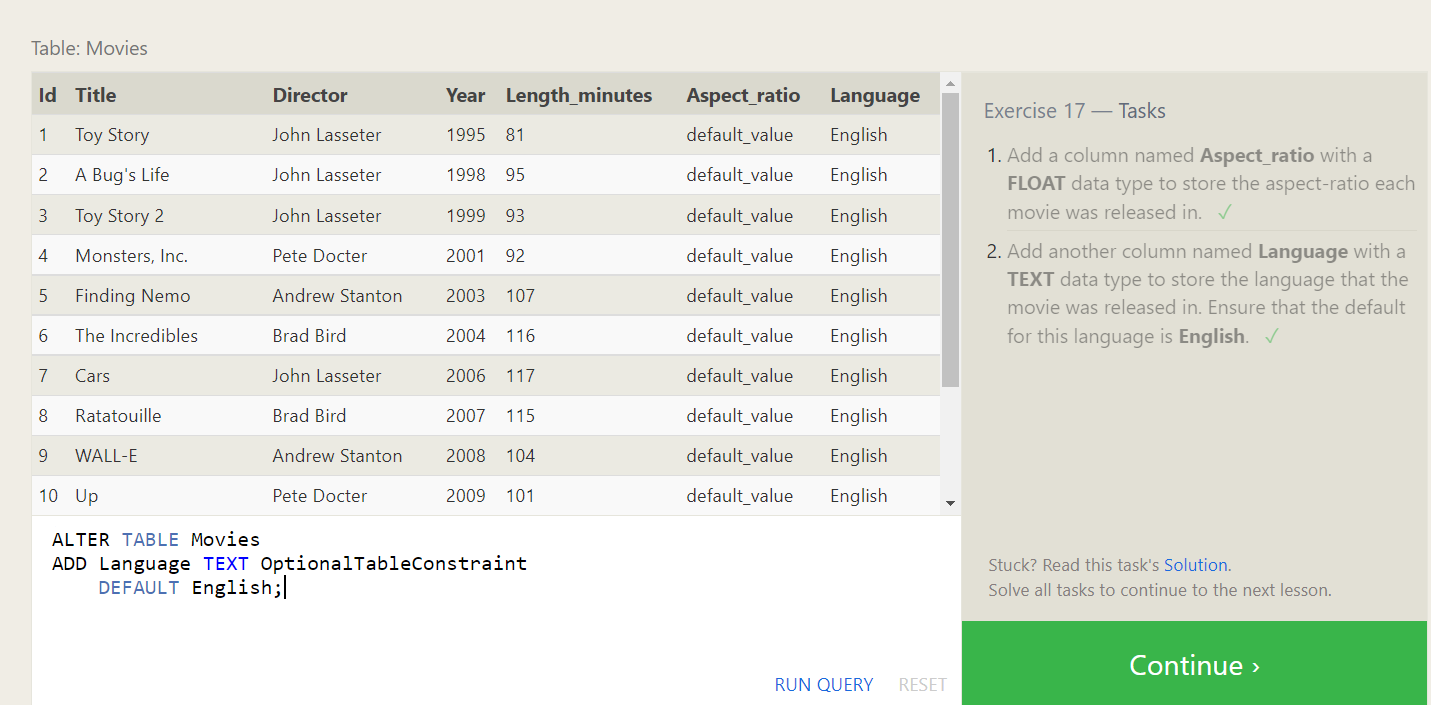 Table: Movies
Id Title Director Year Length_minutes Aspect_ratio Language
1 Toy Story John Lasseter 1995 81 default_value English
2 A Bug's Life John Lasseter 1998 95 default_value English
3 Toy Story 2 John Lasseter 1999 93 default_value English
4 Monsters, Inc. Pete Docter 2001 92 default_value English
5 Finding Nemo Andrew Stanton 2003 107 default_value English
6 The Incredibles Brad Bird 2004 116 default_value English
7 Cars John Lasseter 2006 117 default_value English
8 Ratatouille Brad Bird 2007 115 default_value English
9 WALL-E Andrew Stanton 2008 104 default_value English
10 Up Pete Docter 2009 101 default_value English
ALTER TABLE Movies
ADD Language TEXT OptionalTableConstraint
DEFAULT English;
RUN QUERY RESET
Exercise 17 — Tasks
1. Add a column named Aspect_ratio with a
FLOAT data type to store the aspect-ratio each
movie was released in. ✓
2. Add another column named Language with a
TEXT data type to store the language that the
movie was released in. Ensure that the default
for this language is English. ✓
Stuck? Read this task's Solution.
Solve all tasks to continue to the next lesson.
Continue ›